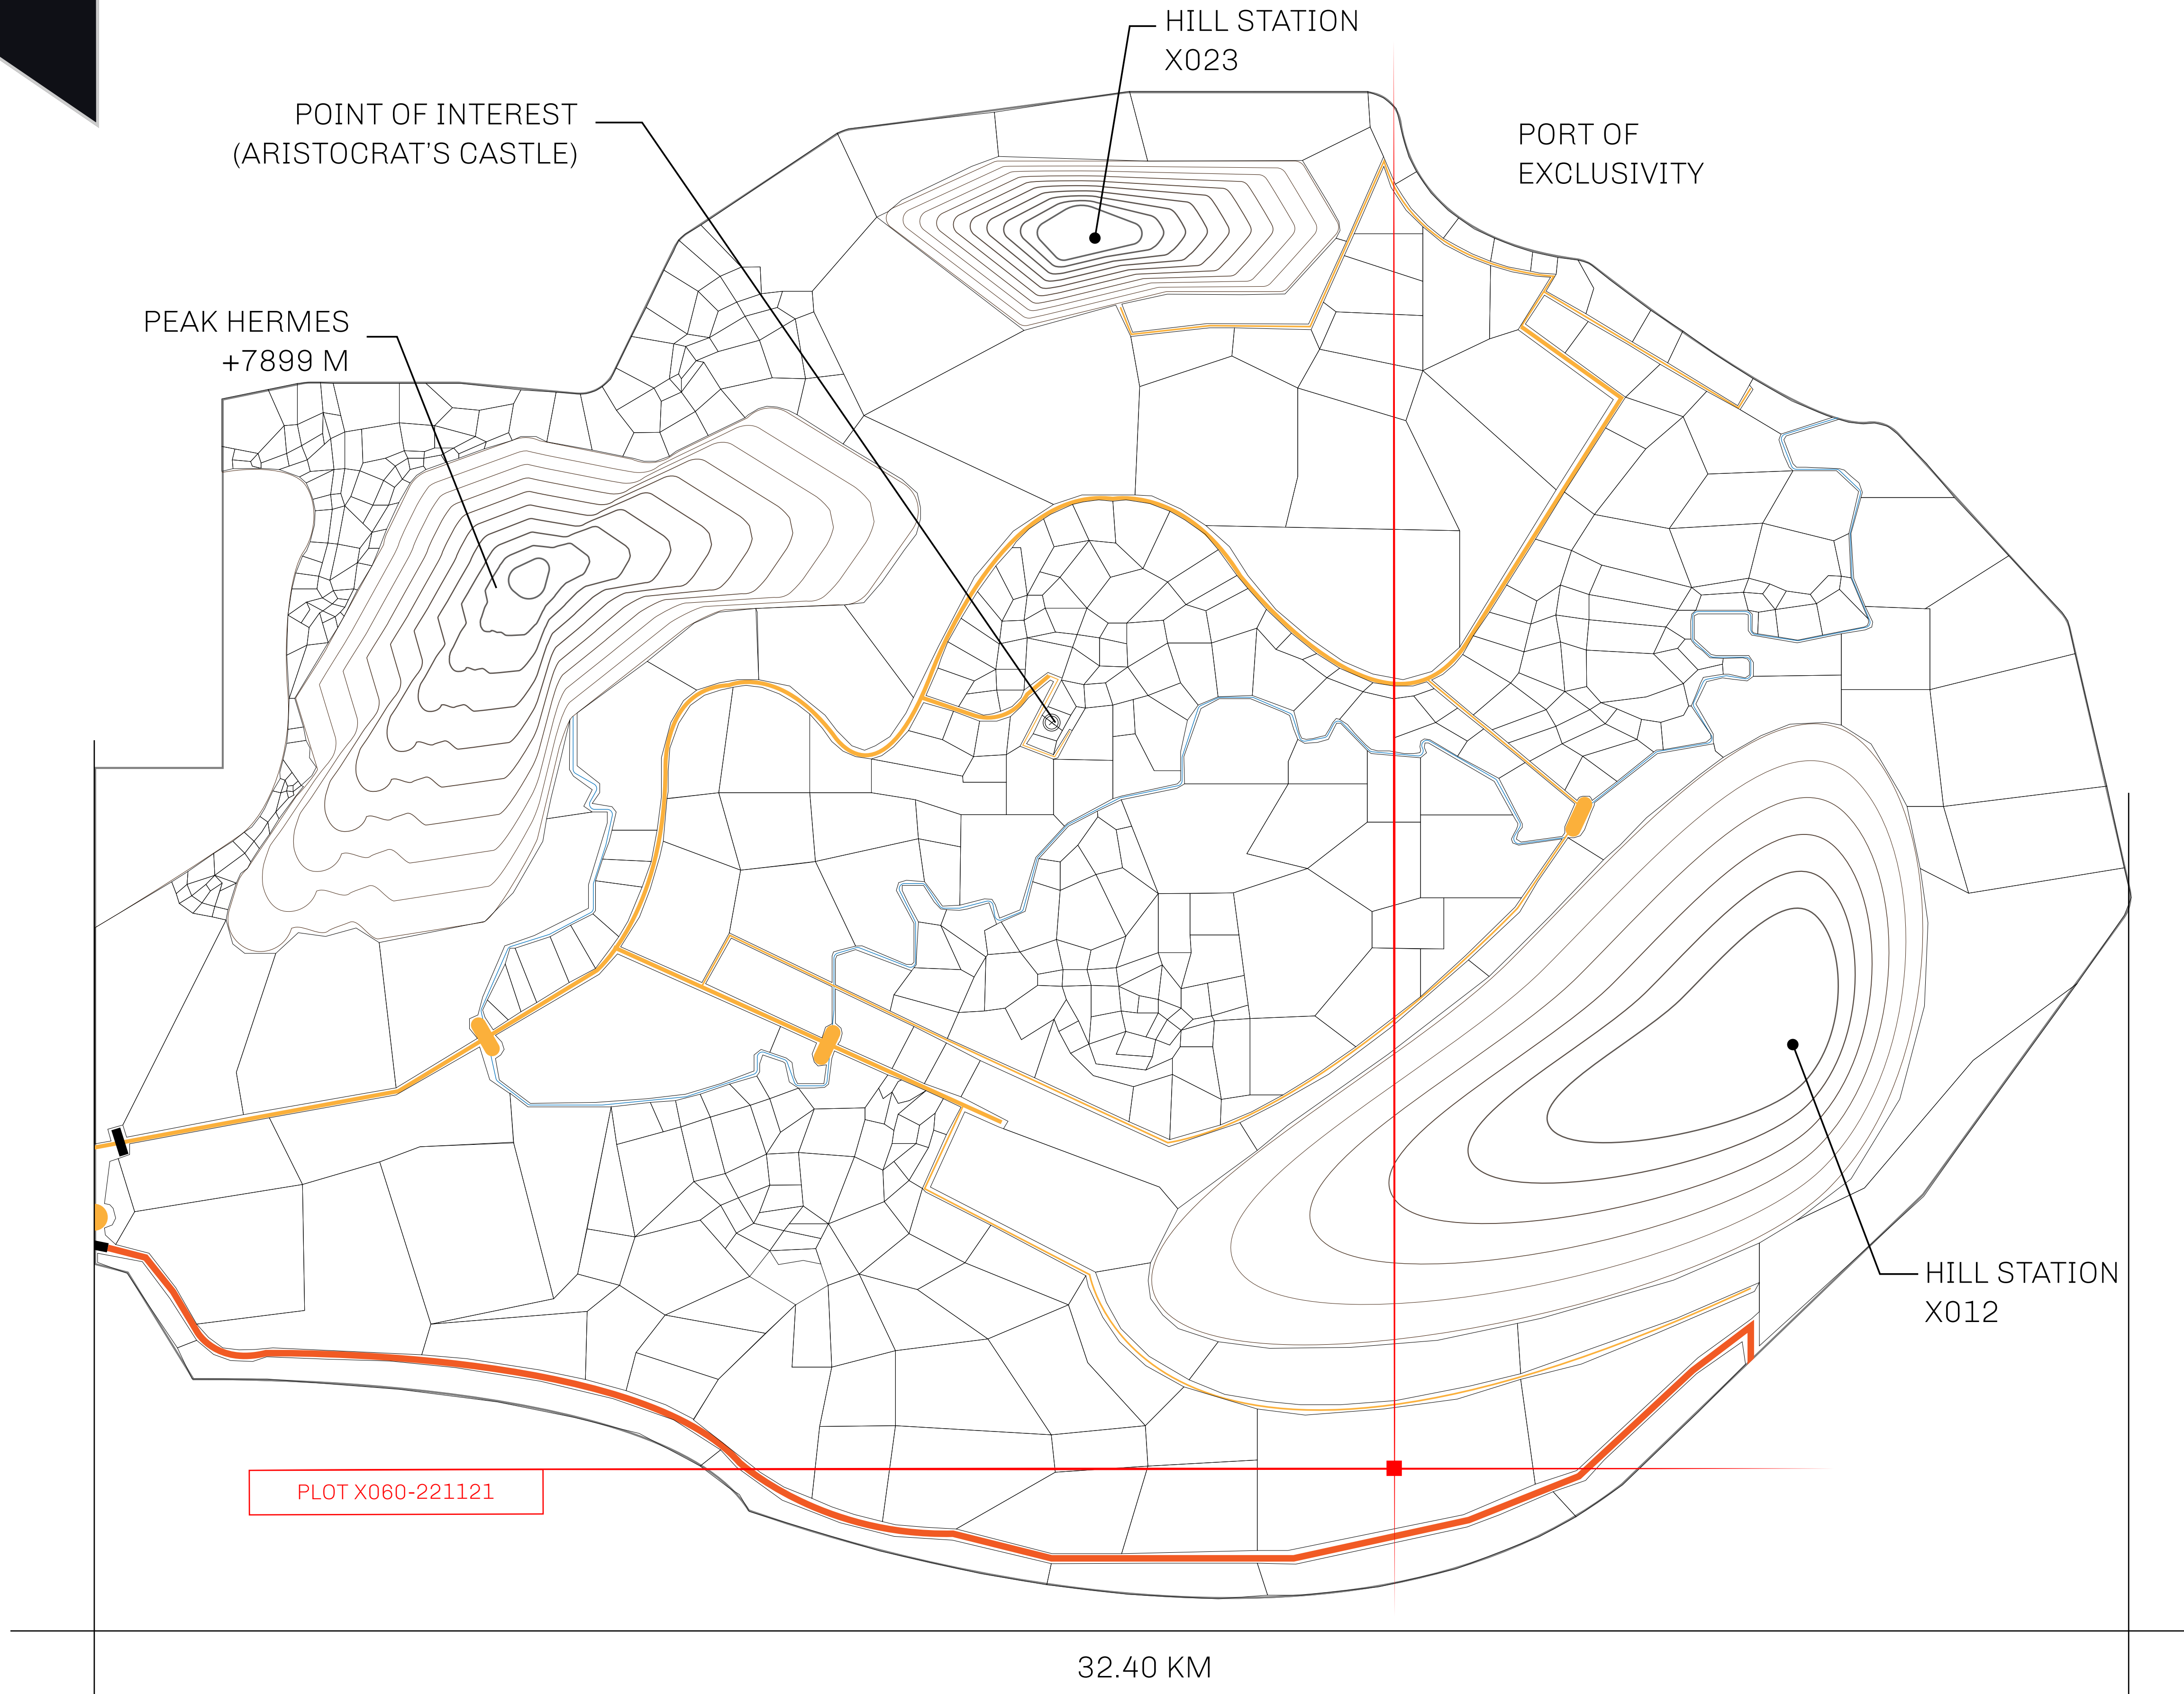 HILL STATION
X023
POINT OF INTEREST
(ARISTOCRAT'S CASTLE)
PORT OF
EXCLUSIVITY
PEAK HERMES
+7899 M
HILL STATION
X012
PLOT X060-221121
32.40 KM